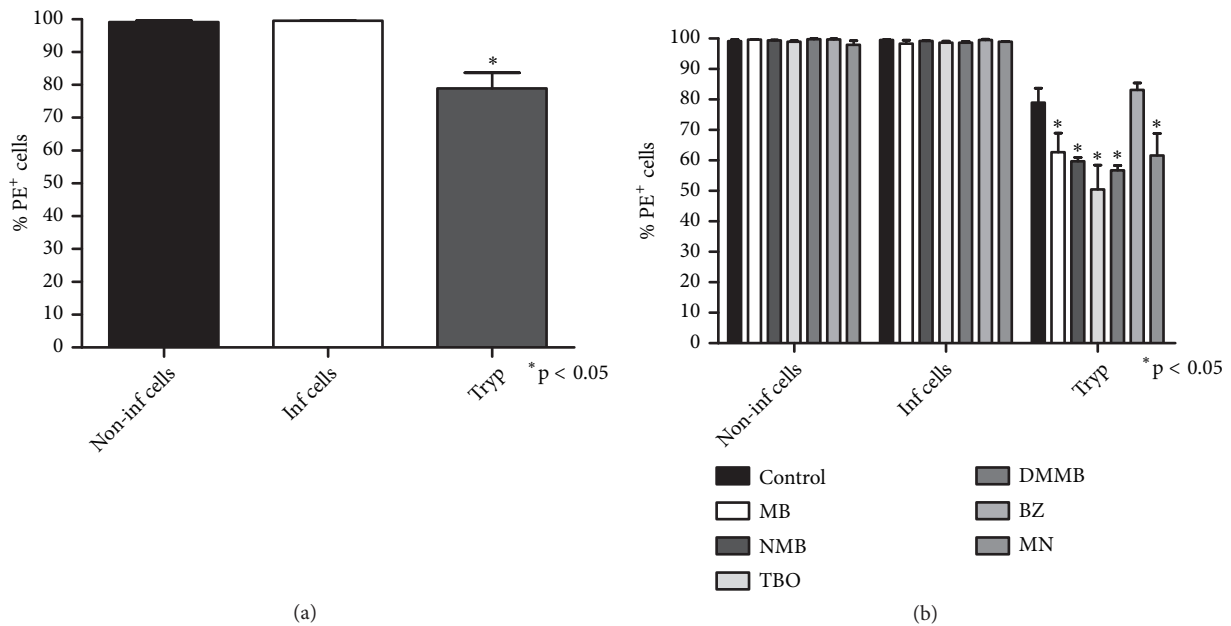 100
90
80
70
60
50
40
30
20
10
0
% PE⁺ cells
*
Non-inf cells
Inf cells
Tryp
*p < 0.05
(a)
100
90
80
70
60
50
40
30
20
10
0
% PE⁺ cells
* * * * *
Non-inf cells
Inf cells
Tryp
*p < 0.05
Control
MB
NMB
TBO
DMMB
BZ
MN
(b)